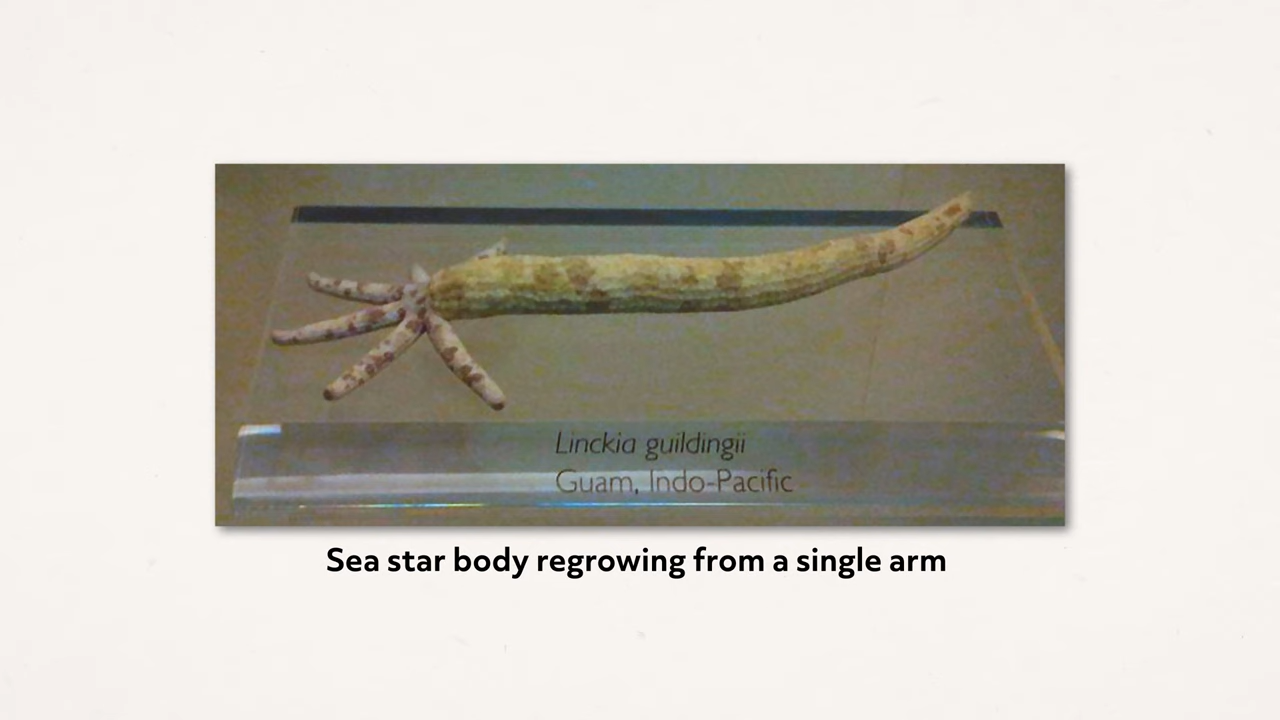 Linckia guildingii
Guam, Indo-Pacific
Sea star body regrowing from a single arm